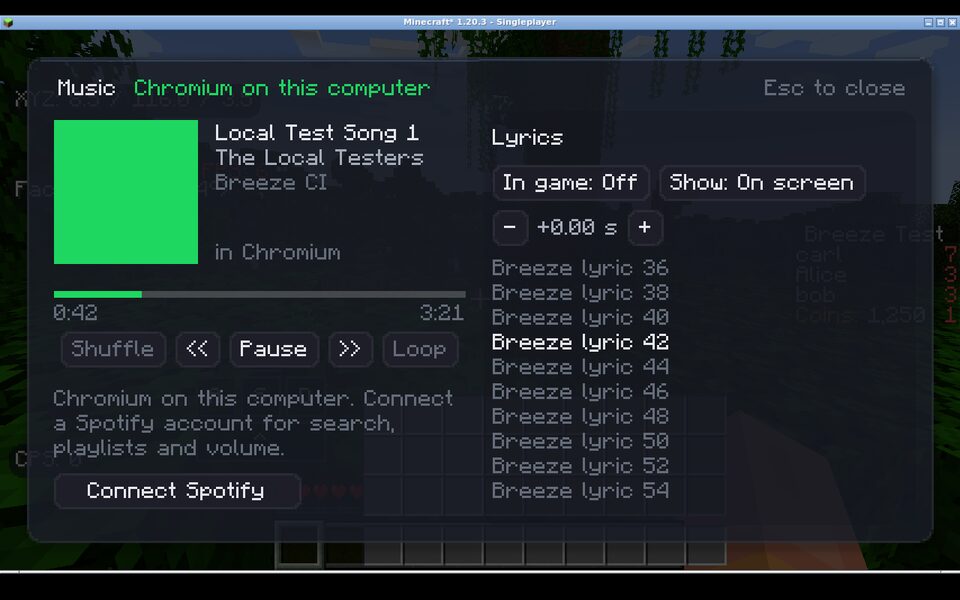 Minecraft* 1.20.3 - Singleplayer
Music Chromium on this computer
Esc to close
Local Test Song 1
The Local Testers
Breeze CI
in Chromium
0:42
3:21
Shuffle << Pause >> Loop
Chromium on this computer. Connect
a Spotify account for search,
playlists and volume.
Connect Spotify
Lyrics
In game: Off
Show: On screen
− +0.00 s +
Breeze lyric 36
Breeze lyric 38
Breeze lyric 40
Breeze lyric 42
Breeze lyric 44
Breeze lyric 46
Breeze lyric 48
Breeze lyric 50
Breeze lyric 52
Breeze lyric 54
Breeze Test
carl 7
Alice 3
bob 3
Coins: 1,250 1